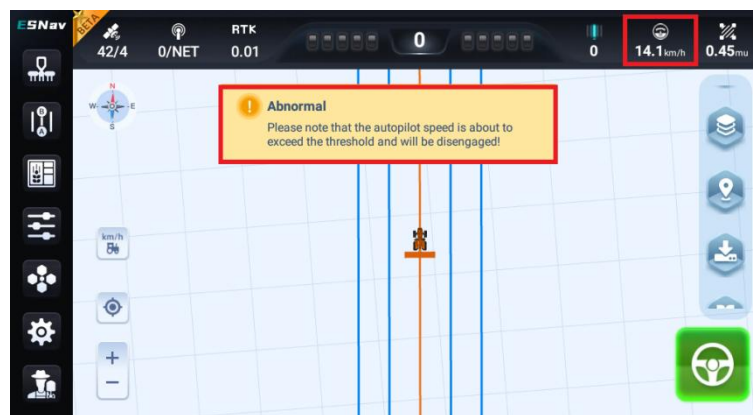 ESNav
BETA
42/4
0/NET
RTK
0.01
0
0
14.1km/h
0.45mu
N
W
E
S
Abnormal
Please note that the autopilot speed is about to
exceed the threshold and will be disengaged!
B
A
km/h
+
−